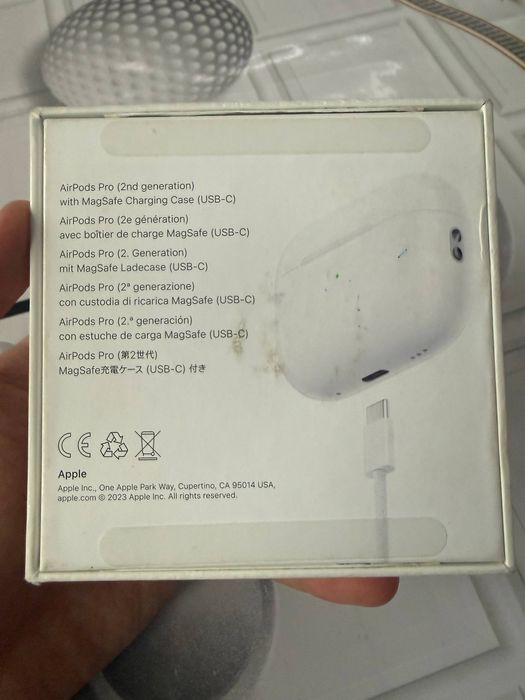 AirPods Pro (2nd generation)
with MagSafe Charging Case (USB-C)
AirPods Pro (2e génération)
avec boîtier de charge MagSafe (USB-C)
AirPods Pro (2. Generation)
mit MagSafe Ladecase (USB-C)
AirPods Pro (2ª generazione)
con custodia di ricarica MagSafe (USB-C)
AirPods Pro (2.ª generación)
con estuche de carga MagSafe (USB-C)
AirPods Pro (第2世代)
MagSafe充電ケース (USB-C) 付き
CE
Apple
Apple Inc., One Apple Park Way, Cupertino, CA 95014 USA,
apple.com © 2023 Apple Inc. All rights reserved.